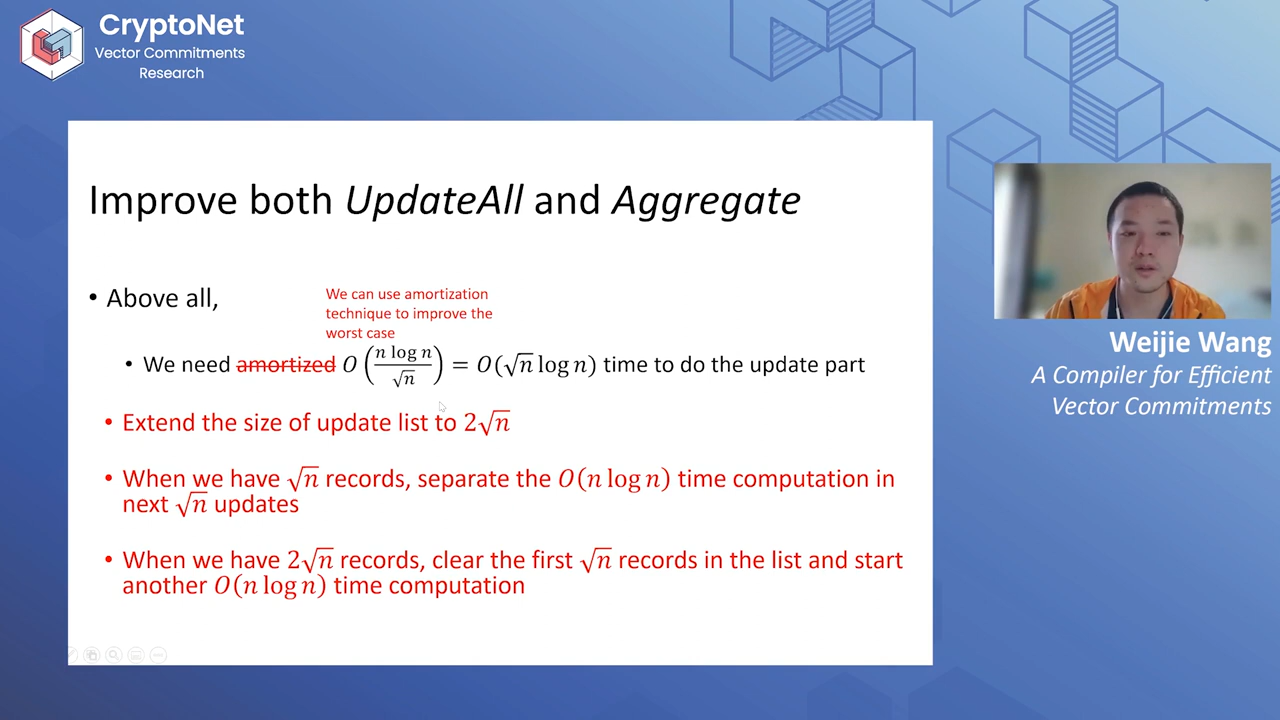 CryptoNet
Vector Commitments
Research
Improve both UpdateAll and Aggregate
• Above all,
We can use amortization
technique to improve the
worst case
• We need amortized O(n log n / √n) = O(√n log n) time to do the update part
• Extend the size of update list to 2√n
• When we have √n records, separate the O(n log n) time computation in
next √n updates
• When we have 2√n records, clear the first √n records in the list and start
another O(n log n) time computation
Weijie Wang
A Compiler for Efficient
Vector Commitments